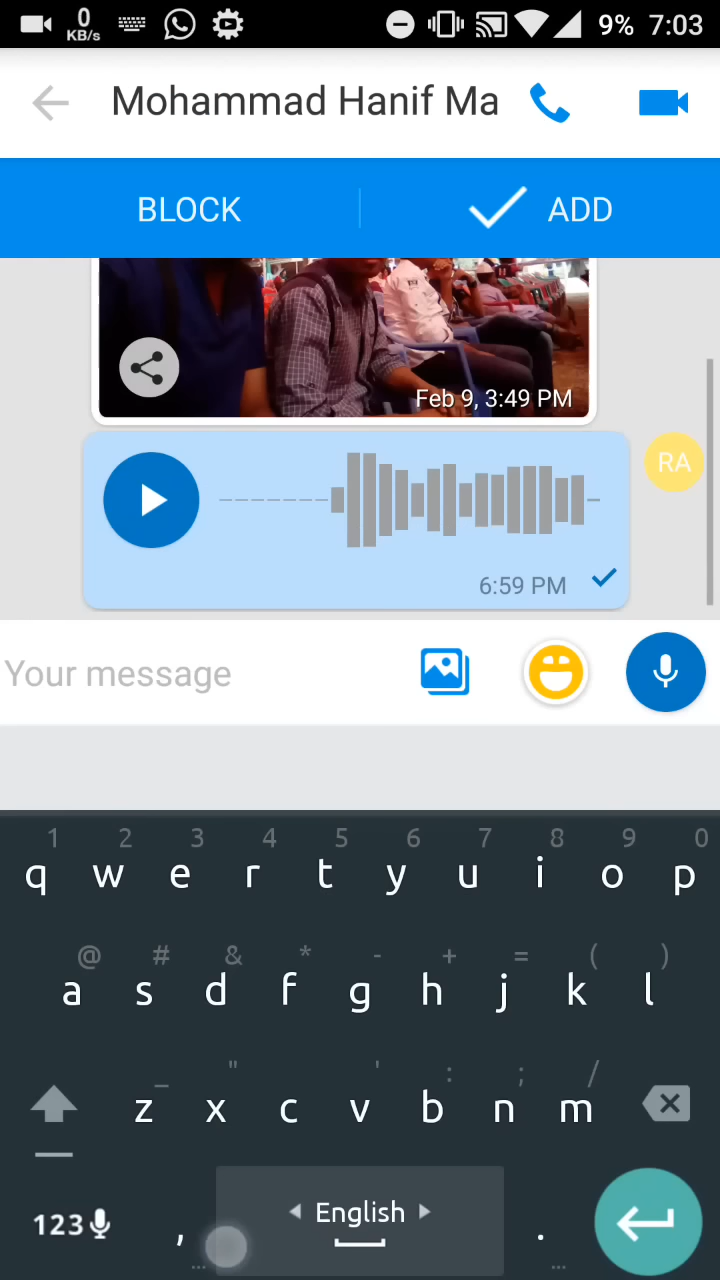 0 KB/s 9% 7:03
Mohammad Hanif Ma
BLOCK ADD
Feb 9, 3:49 PM
RA
6:59 PM
Your message
1 2 3 4 5 6 7 8 9 0
q w e r t y u i o p
@ # & * - + = ( )
a s d f g h j k l
_ " ' : ; /
z x c v b n m
123 , English .